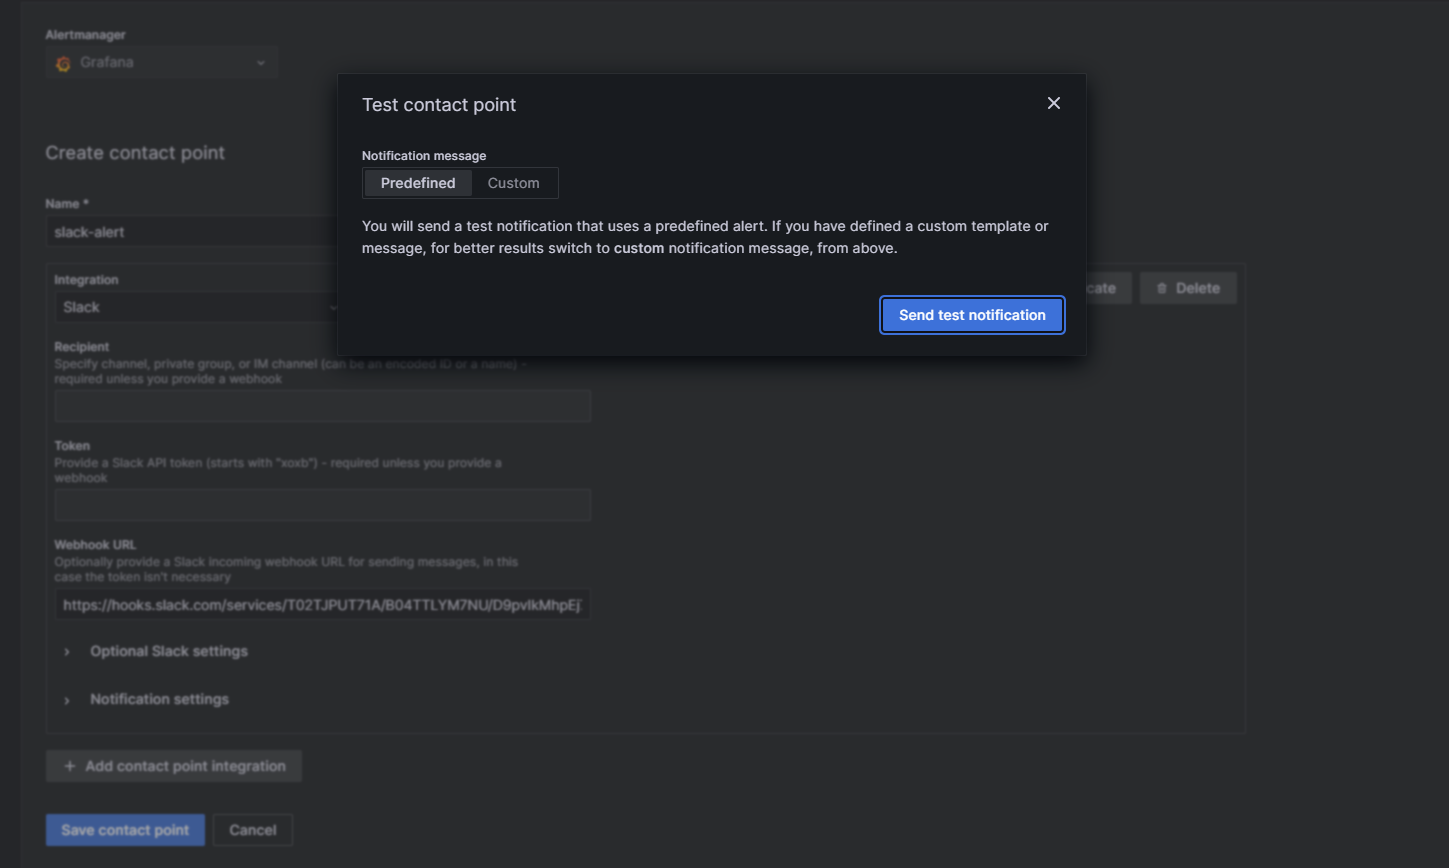 Alertmanager
Grafana
Test contact point
Create contact point
Notification message
Predefined Custom
Name *
slack-alert
You will send a test notification that uses a predefined alert. If you have defined a custom template or
message, for better results switch to custom notification message, from above.
Integration
Slack
cate Delete
Send test notification
Recipient
Specify channel, private group, or IM channel (can be an encoded ID or a name) -
required unless you provide a webhook
Token
Provide a Slack API token (starts with "xoxb") - required unless you provide a
webhook
Webhook URL
Optionally provide a Slack incoming webhook URL for sending messages, in this
case the token isn't necessary
https://hooks.slack.com/services/T02TJPUT71A/B04TTLYM7NU/D9pvIkMhpEj
Optional Slack settings
Notification settings
+ Add contact point integration
Save contact point Cancel